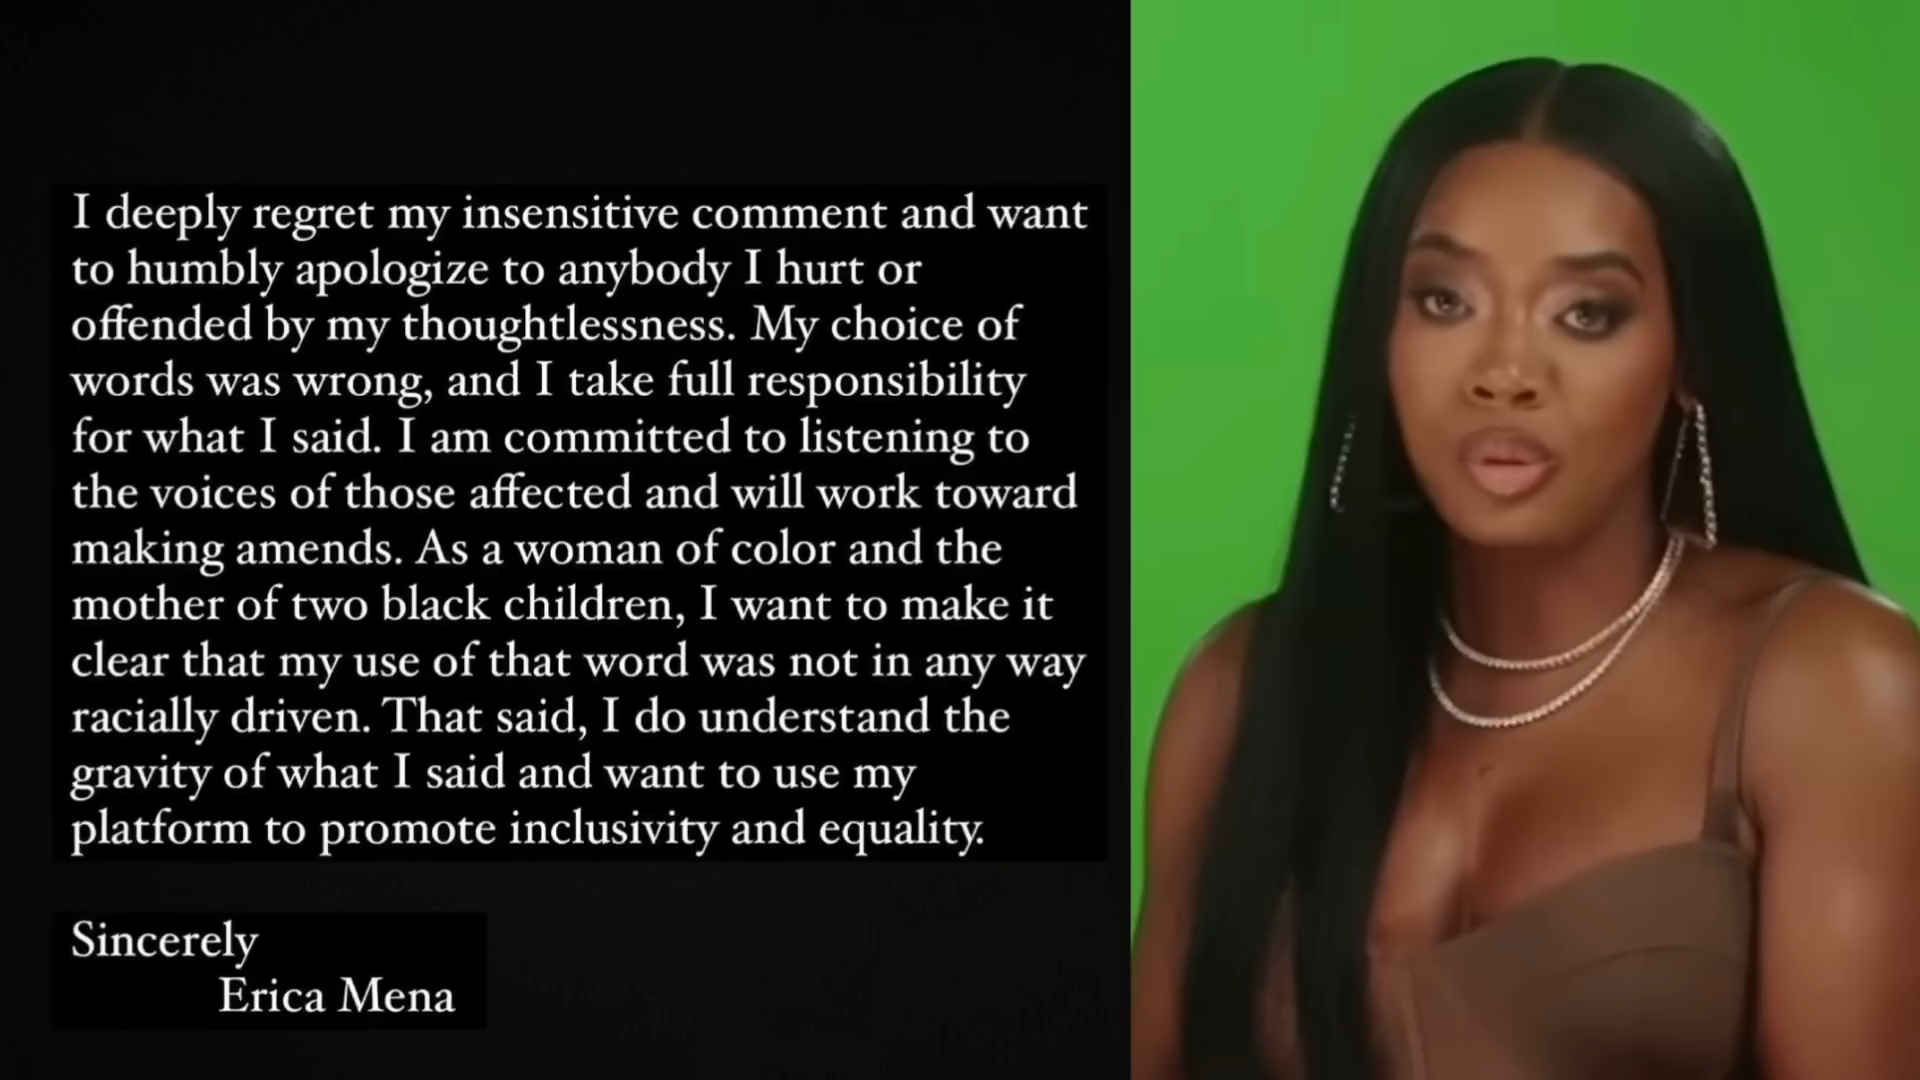 I deeply regret my insensitive comment and want
to humbly apologize to anybody I hurt or
offended by my thoughtlessness. My choice of
words was wrong, and I take full responsibility
for what I said. I am committed to listening to
the voices of those affected and will work toward
making amends. As a woman of color and the
mother of two black children, I want to make it
clear that my use of that word was not in any way
racially driven. That said, I do understand the
gravity of what I said and want to use my
platform to promote inclusivity and equality.
Sincerely
Erica Mena